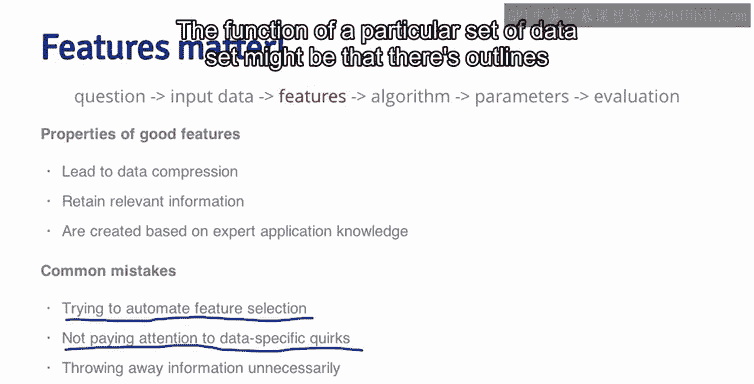 Features matter!
The function of a particular set of data
set might be that there's outlines
question -> input data -> features -> algorithm -> parameters -> evaluation
Properties of good features
· Lead to data compression
· Retain relevant information
· Are created based on expert application knowledge
Common mistakes
· Trying to automate feature selection
· Not paying attention to data-specific quirks
· Throwing away information unnecessarily